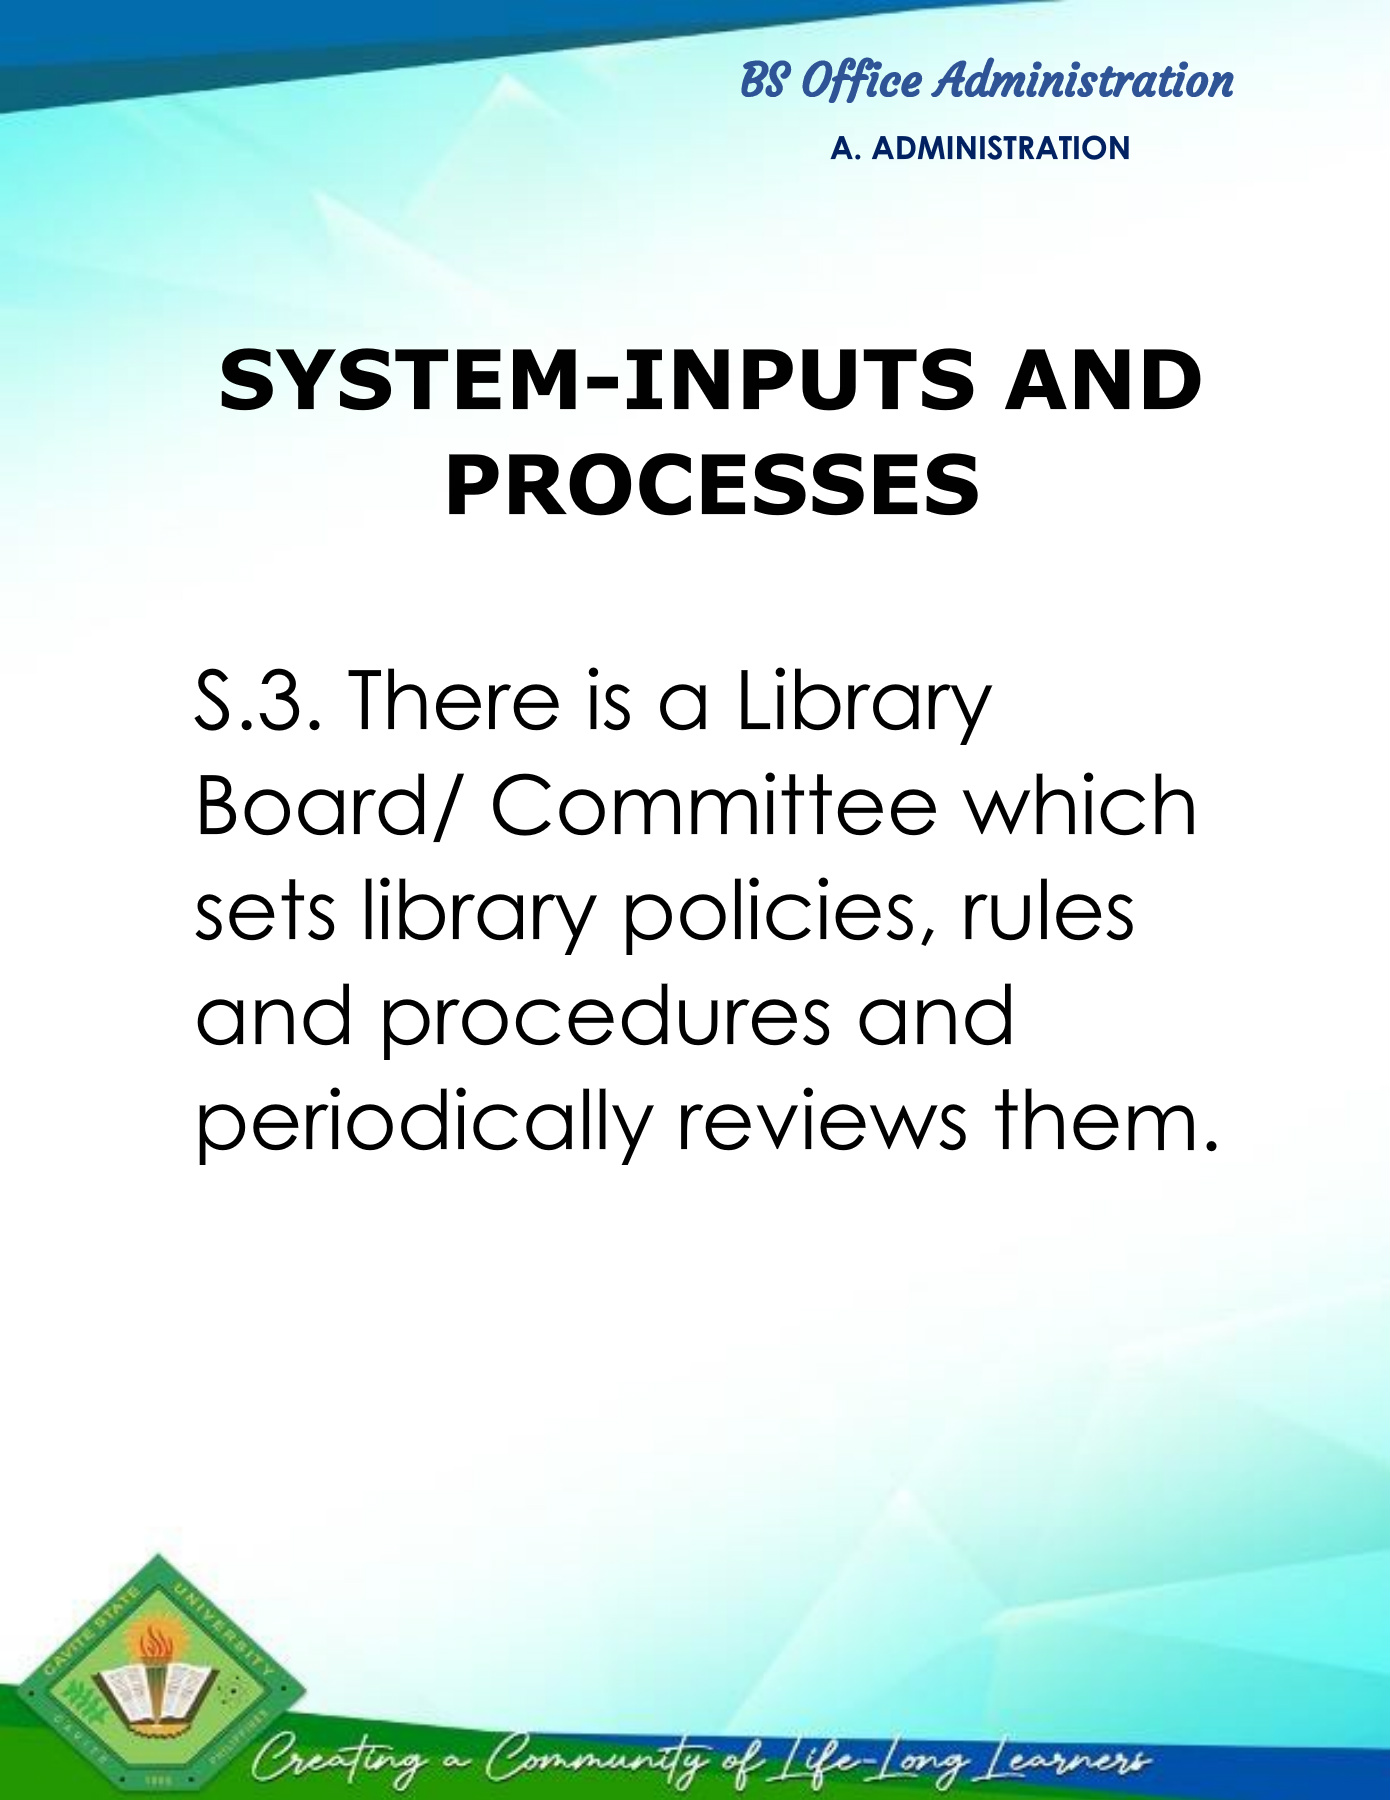 BS Office Administration
A. ADMINISTRATION
SYSTEM-INPUTS AND
PROCESSES
S.3. There is a Library
Board/ Committee which
sets library policies, rules
and procedures and
periodically reviews them.
CAVITE STATE UNIVERSITY
CAVITE PHILIPPINES
Creating a Community of Life-Long Learners